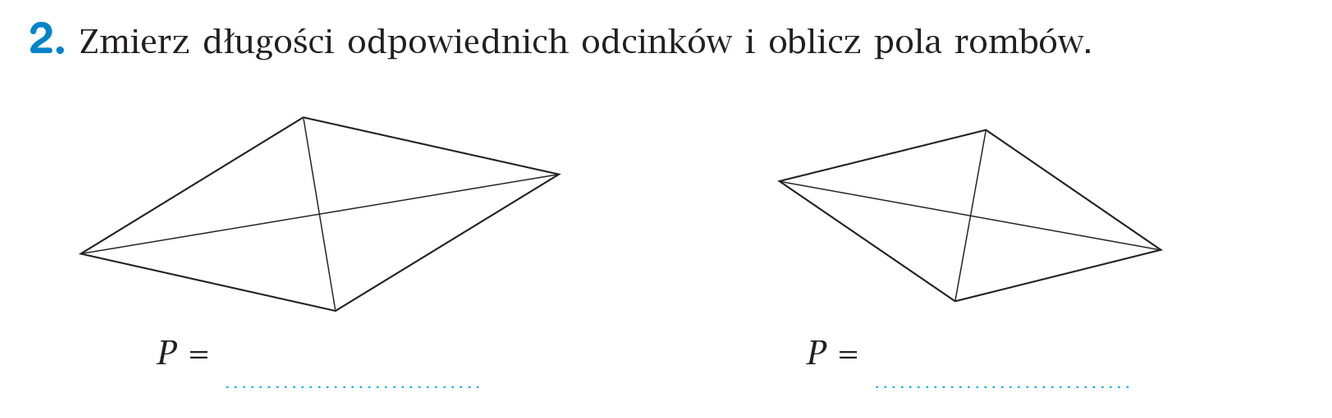 2. Zmierz długości odpowiednich odcinków i oblicz pola rombów.
P =
P =